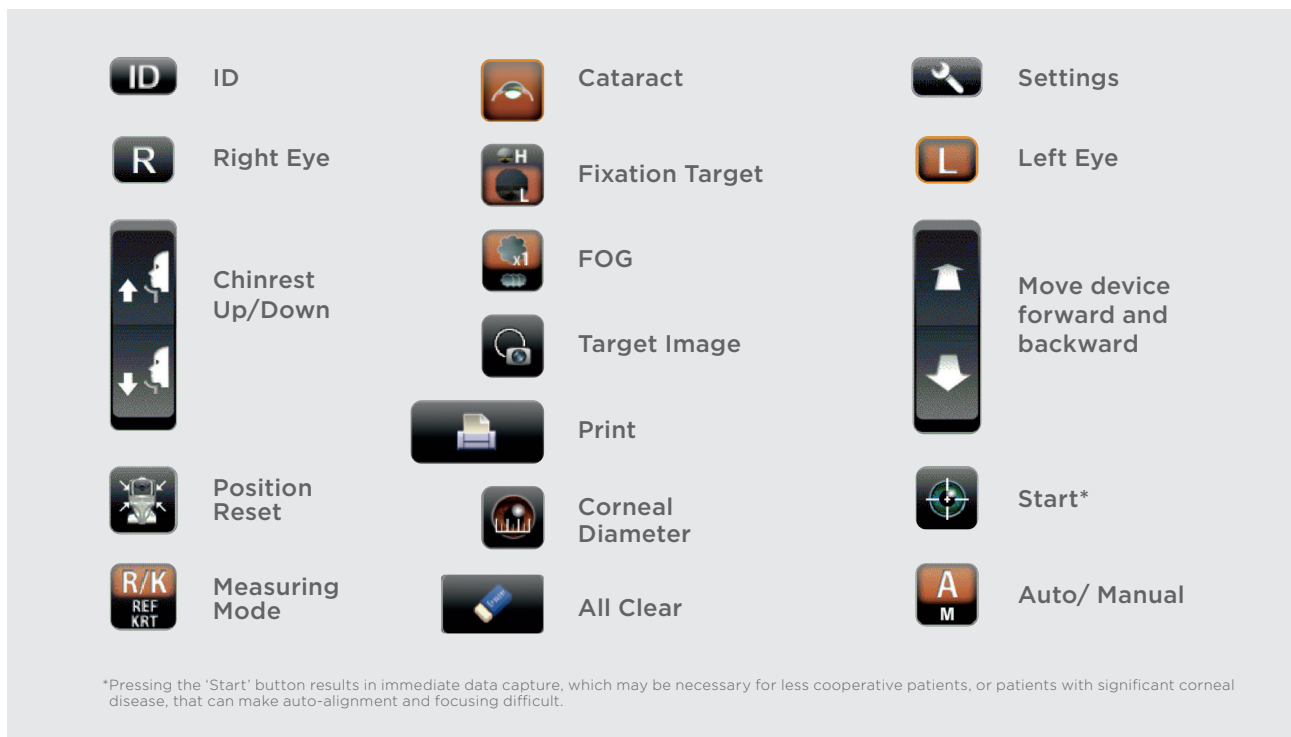 ID
ID
R
Right Eye
Chinrest
Up/Down
Position
Reset
R/K
REF
KRT
Measuring
Mode
Cataract
H
L
Fixation Target
x1
FOG
Target Image
Print
Corneal
Diameter
All Clear
Settings
L
Left Eye
Move device
forward and
backward
Start*
A
M
Auto/ Manual
*Pressing the ‘Start’ button results in immediate data capture, which may be necessary for less cooperative patients, or patients with significant corneal
disease, that can make auto-alignment and focusing difficult.